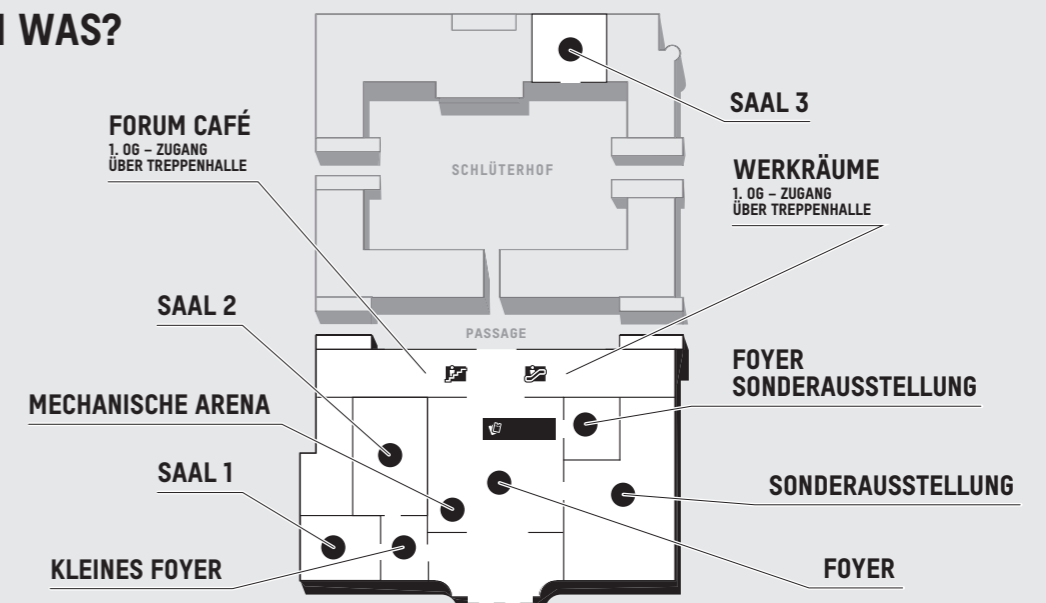 WAS?
SAAL 3
FORUM CAFÉ
1. OG – ZUGANG
ÜBER TREPPENHALLE
SCHLÜTERHOF
WERKRÄUME
1. OG – ZUGANG
ÜBER TREPPENHALLE
SAAL 2
PASSAGE
FOYER
SONDERAUSSTELLUNG
MECHANISCHE ARENA
SAAL 1
SONDERAUSSTELLUNG
KLEINES FOYER
FOYER